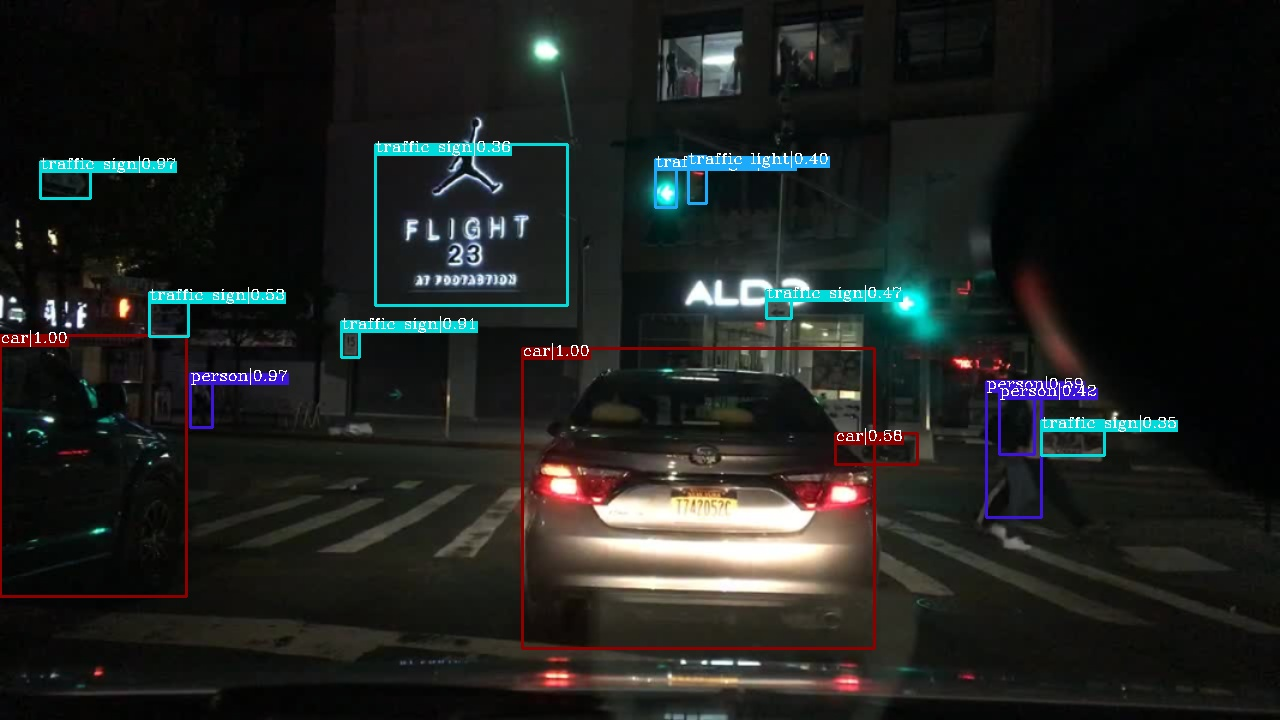 traffic sign|0.97
traffic sign|0.36
traffic light|0.40
FLIGHT
23
AT FOOTACTION
ALDO
traffic sign|0.53
traffic sign|0.47
traffic sign|0.91
car|1.00
car|1.00
person|0.97
person|0.59
person|0.42
traffic sign|0.35
car|0.56
T742052C